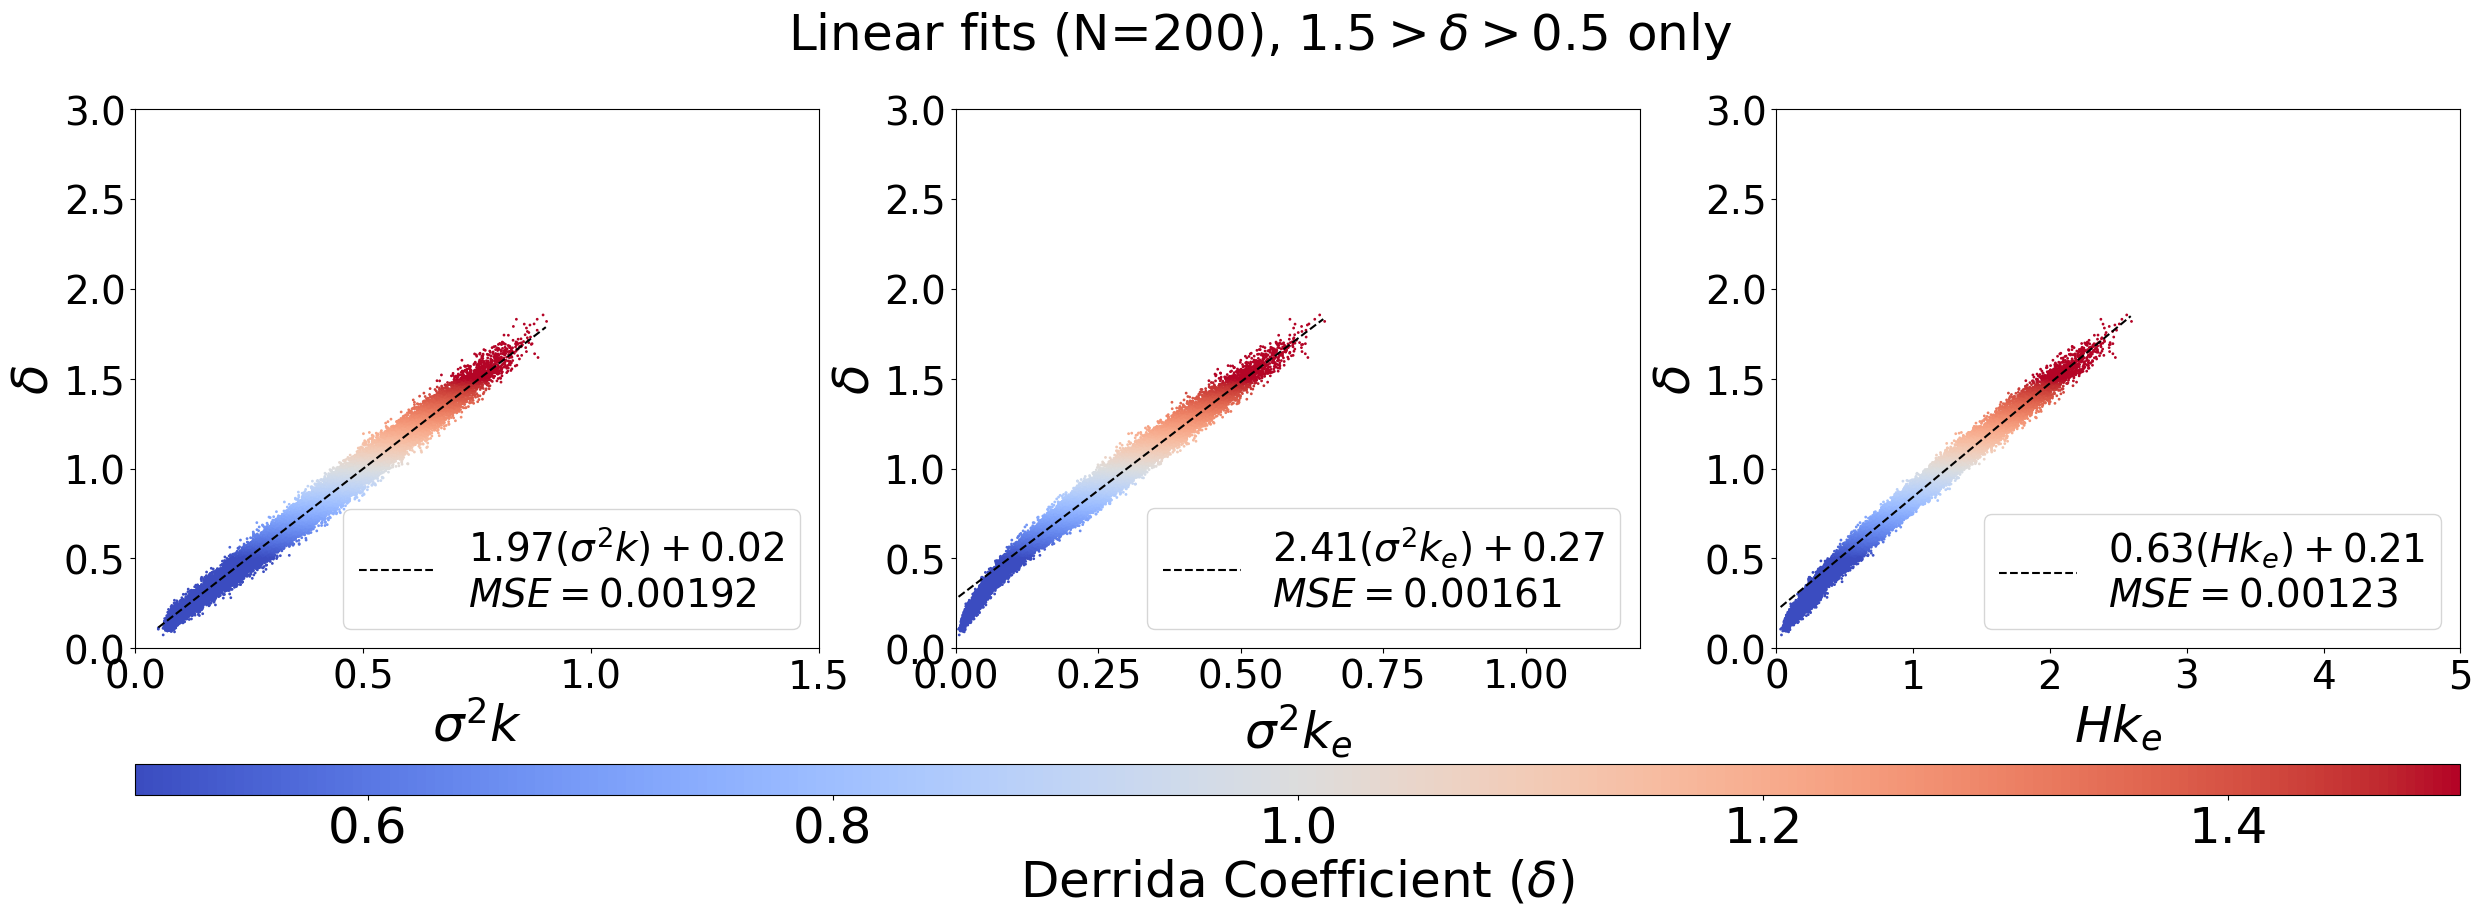 Linear fits (N=200), 1.5 > δ > 0.5 only
δ
3.0
2.5
2.0
1.5
1.0
0.5
0.0
0.0 0.5 1.0 1.5
σ²k
1.97(σ²k) + 0.02
MSE = 0.00192
δ
3.0
2.5
2.0
1.5
1.0
0.5
0.0
0.00 0.25 0.50 0.75 1.00
σ²kₑ
2.41(σ²kₑ) + 0.27
MSE = 0.00161
δ
3.0
2.5
2.0
1.5
1.0
0.5
0.0
0 1 2 3 4 5
Hkₑ
0.63(Hkₑ) + 0.21
MSE = 0.00123
0.6 0.8 1.0 1.2 1.4
Derrida Coefficient (δ)